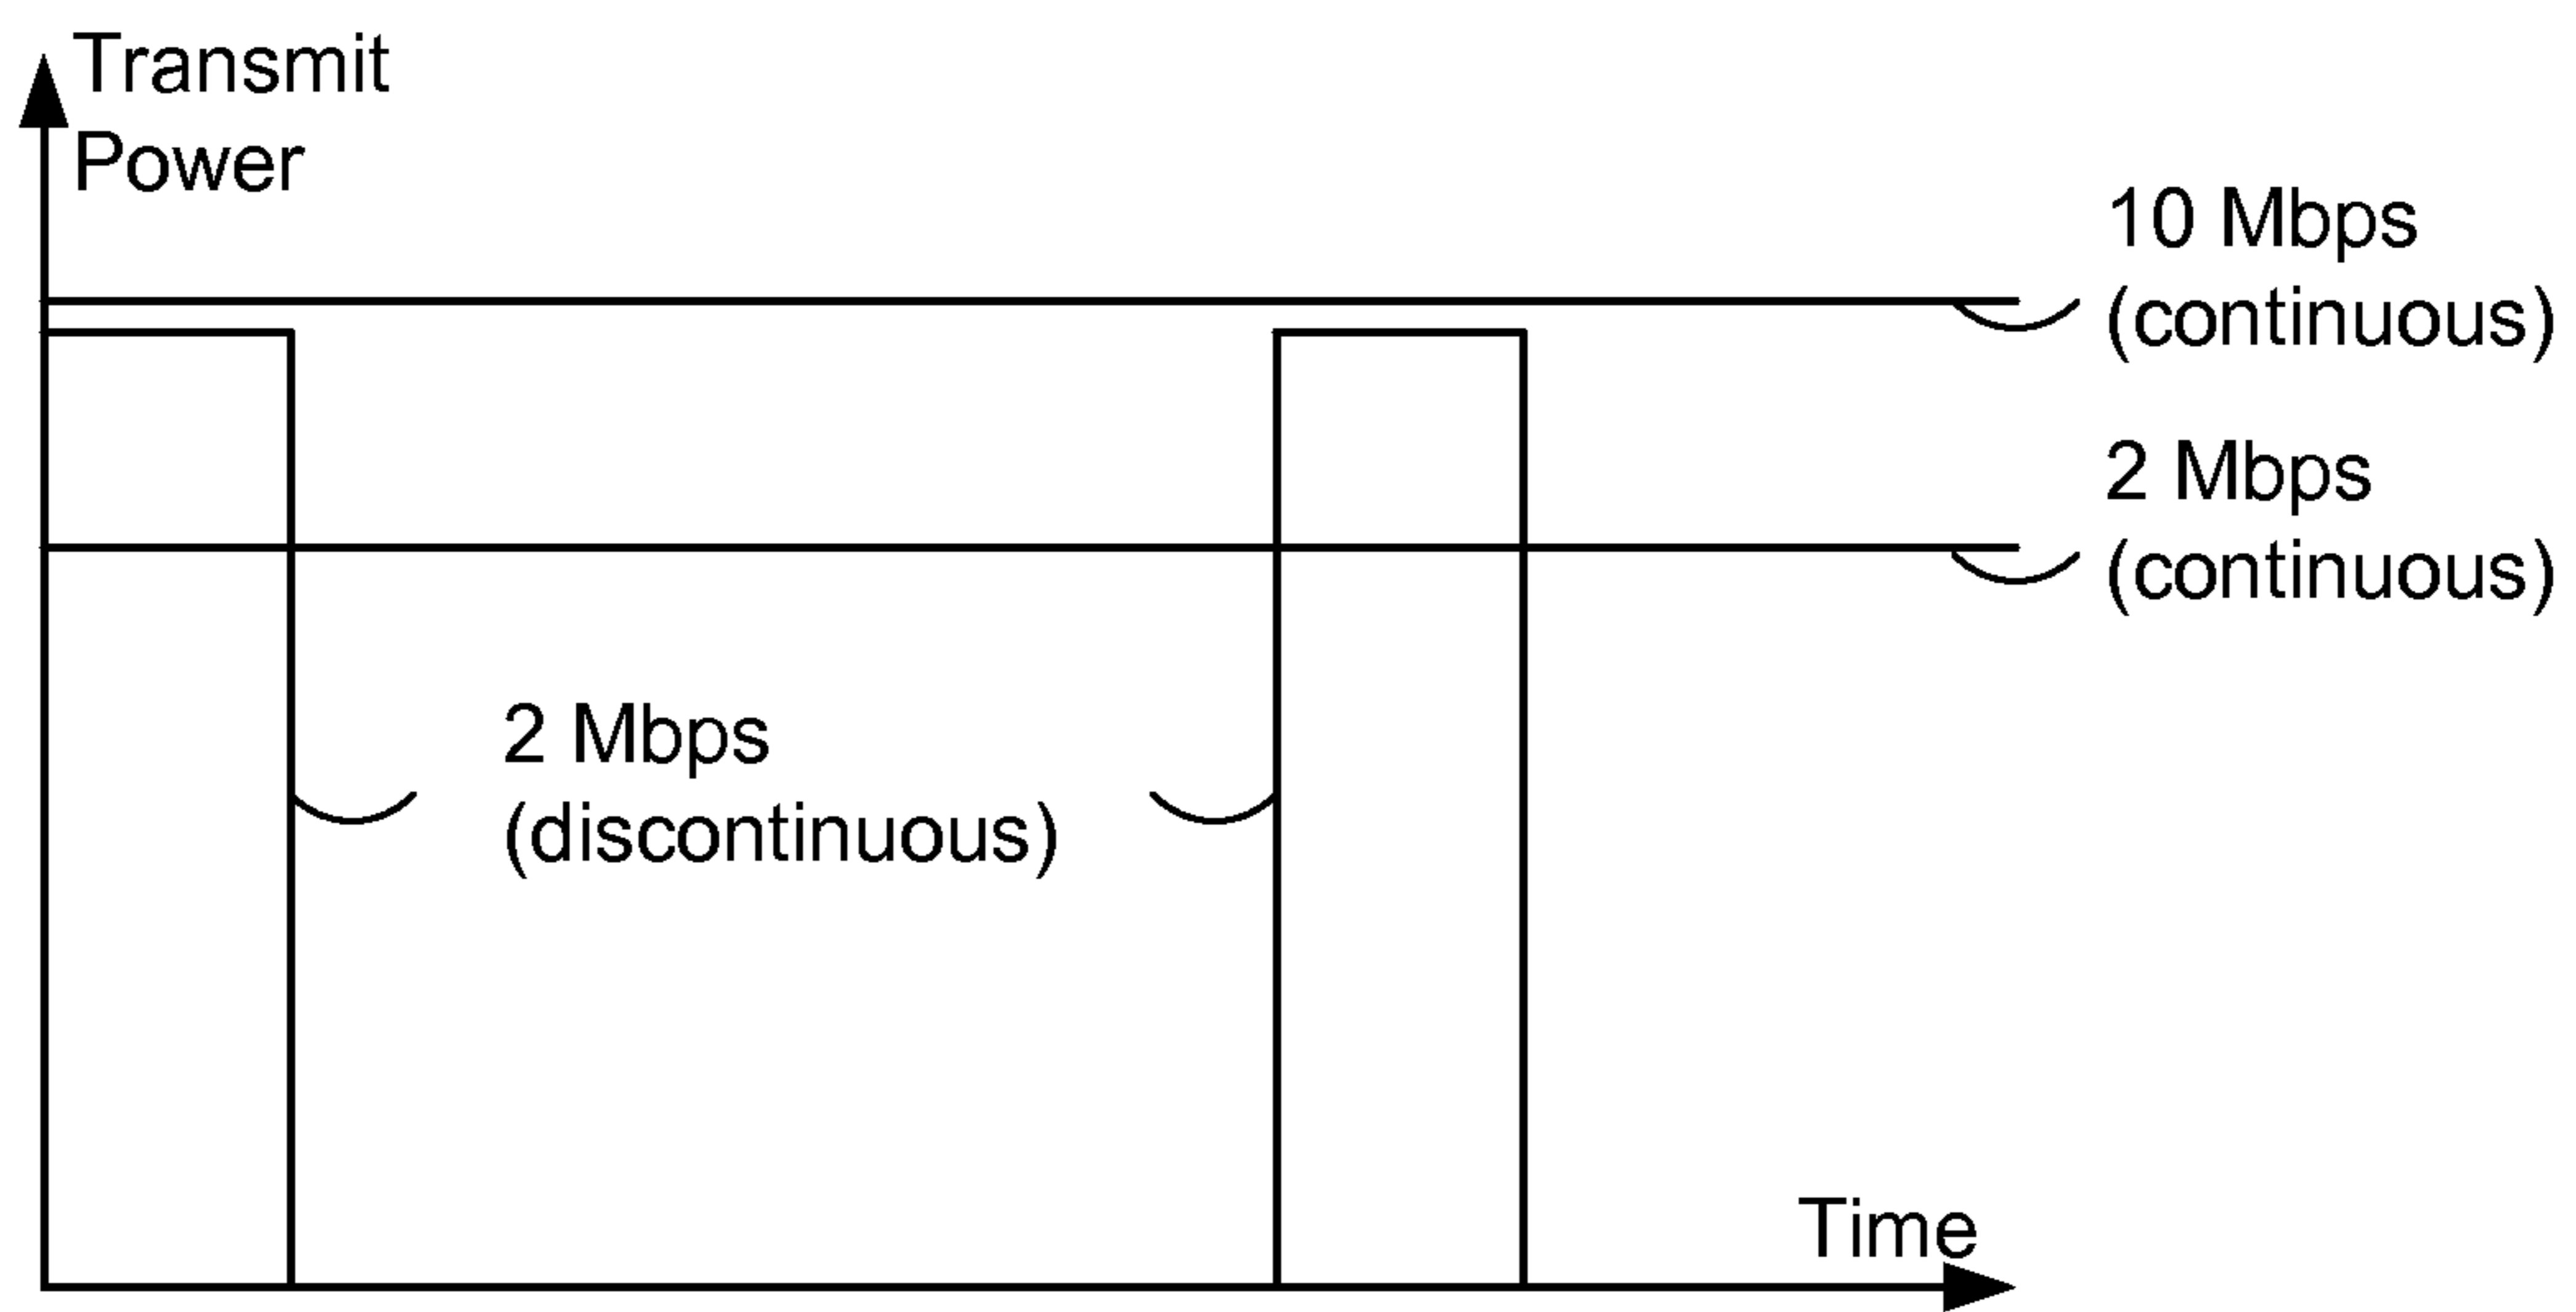 Transmit
Power
10 Mbps
(continuous)
2 Mbps
(continuous)
2 Mbps
(discontinuous)
Time